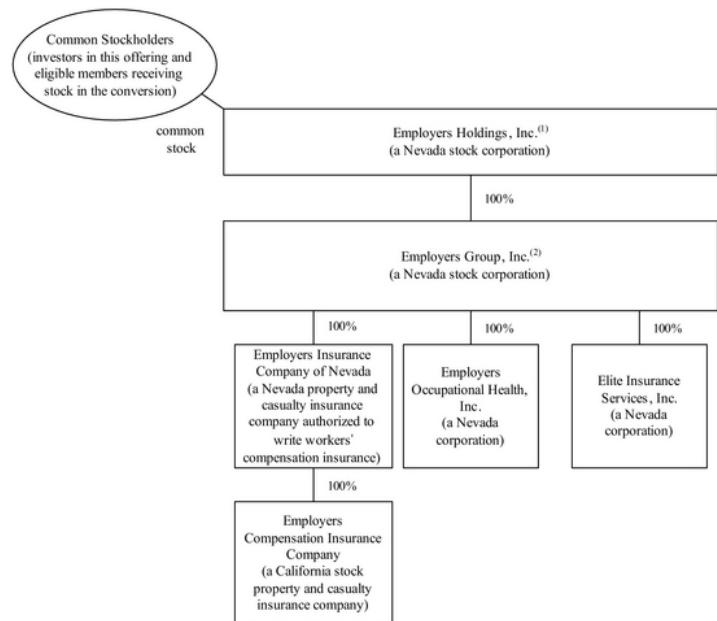 Common Stockholders
(investors in this offering and
eligible members receiving
stock in the conversion)
common
stock
Employers Holdings, Inc.(1)
(a Nevada stock corporation)
100%
Employers Group, Inc.(2)
(a Nevada stock corporation)
100%
100%
100%
Employers Insurance
Company of Nevada
(a Nevada property and
casualty insurance
company authorized to
write workers'
compensation insurance)
Employers
Occupational Health,
Inc.
(a Nevada
corporation)
Elite Insurance
Services, Inc.
(a Nevada
corporation)
100%
Employers
Compensation Insurance
Company
(a California stock
property and casualty
insurance company)